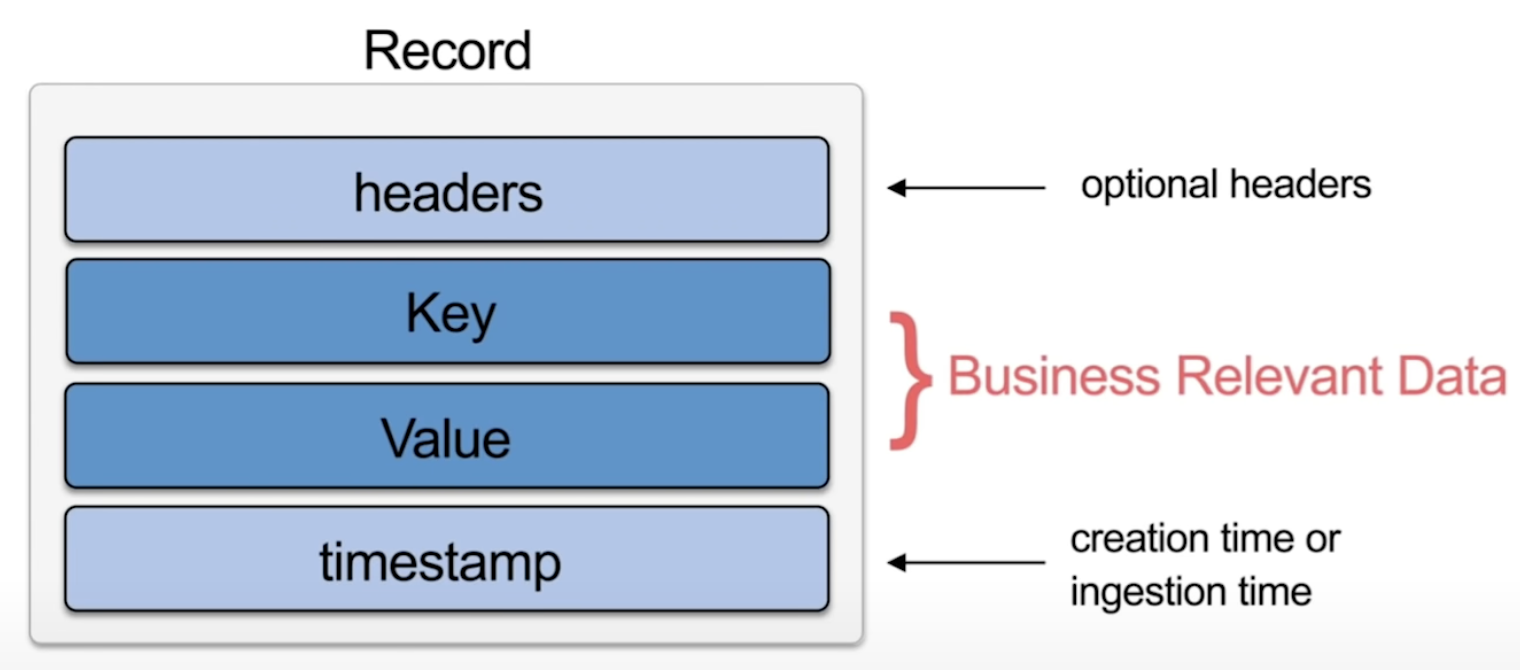 Record
headers
optional headers
Key
Value
Business Relevant Data
timestamp
creation time or
ingestion time